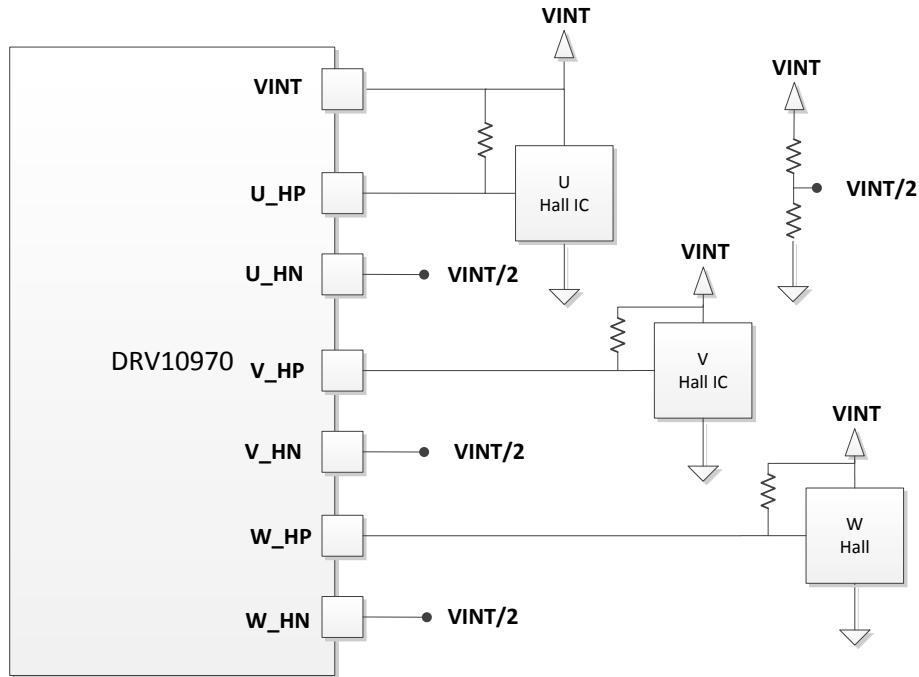 VINT
VINT
VINT
U_HP
U
Hall IC
VINT/2
U_HN
VINT/2
VINT
DRV10970
V_HP
V
Hall IC
V_HN
VINT/2
VINT
W_HP
W
Hall
W_HN
VINT/2